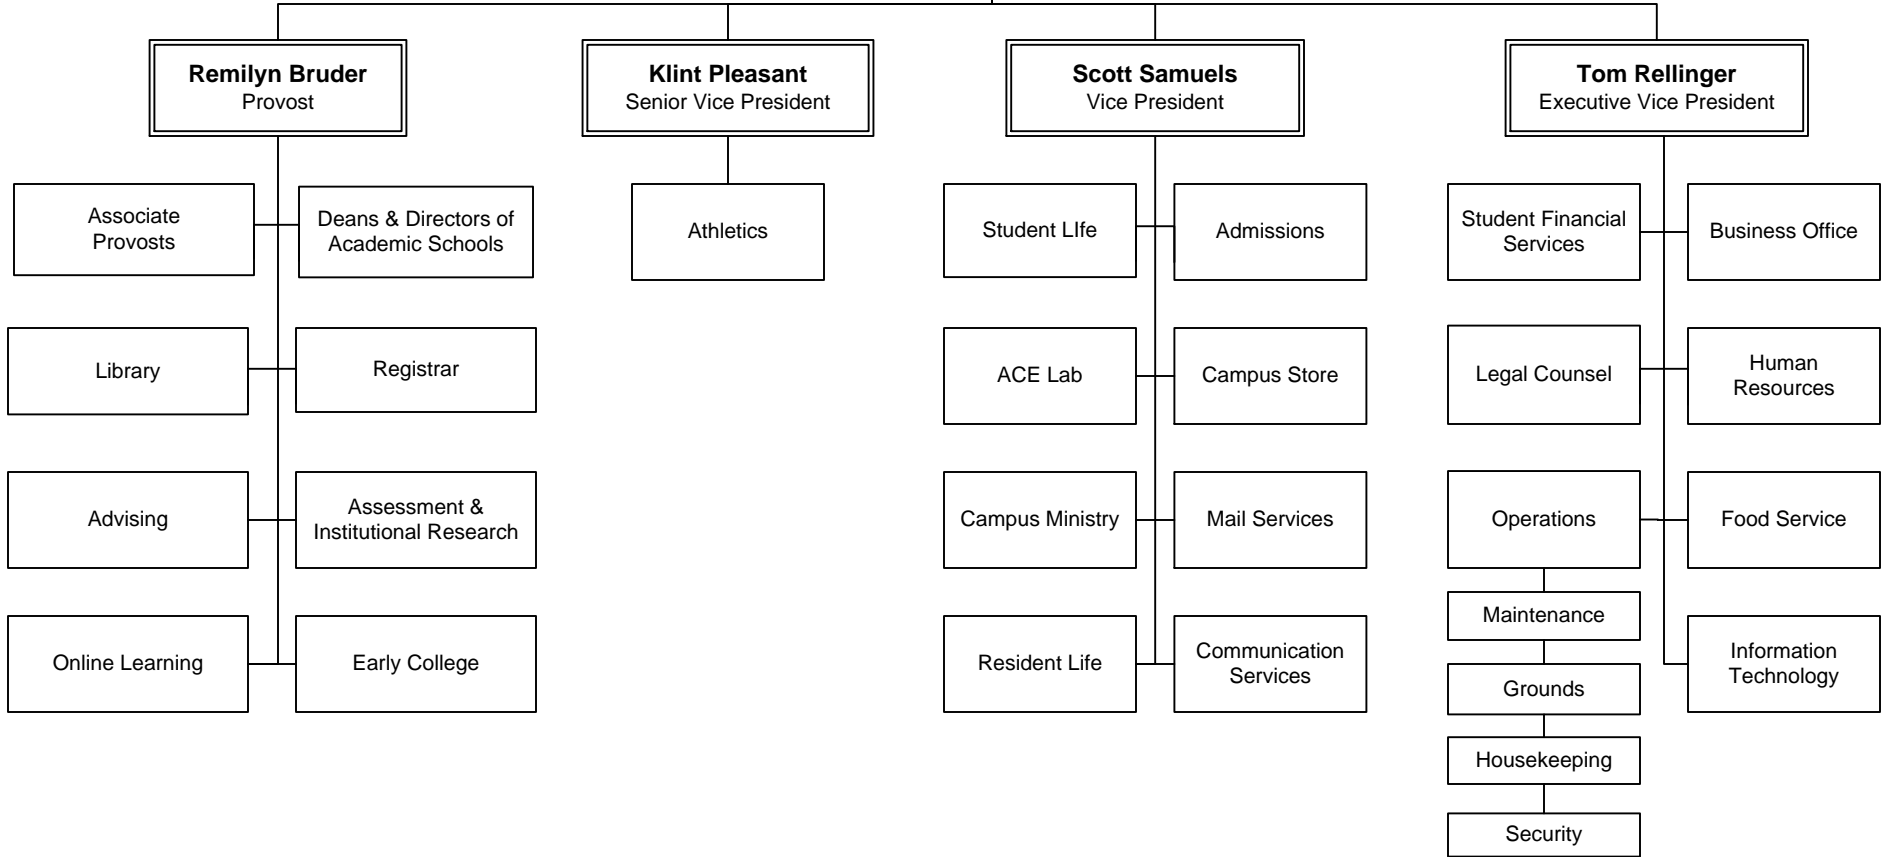 Remilyn Bruder
Provost
Klint Pleasant
Senior Vice President
Scott Samuels
Vice President
Tom Rellinger
Executive Vice President
Associate
Provosts
Deans & Directors of
Academic Schools
Athletics
Student LIfe
Admissions
Student Financial
Services
Business Office
Library
Registrar
ACE Lab
Campus Store
Legal Counsel
Human
Resources
Advising
Assessment &
Institutional Research
Campus Ministry
Mail Services
Operations
Food Service
Maintenance
Online Learning
Early College
Resident Life
Communication
Services
Information
Technology
Grounds
Housekeeping
Security